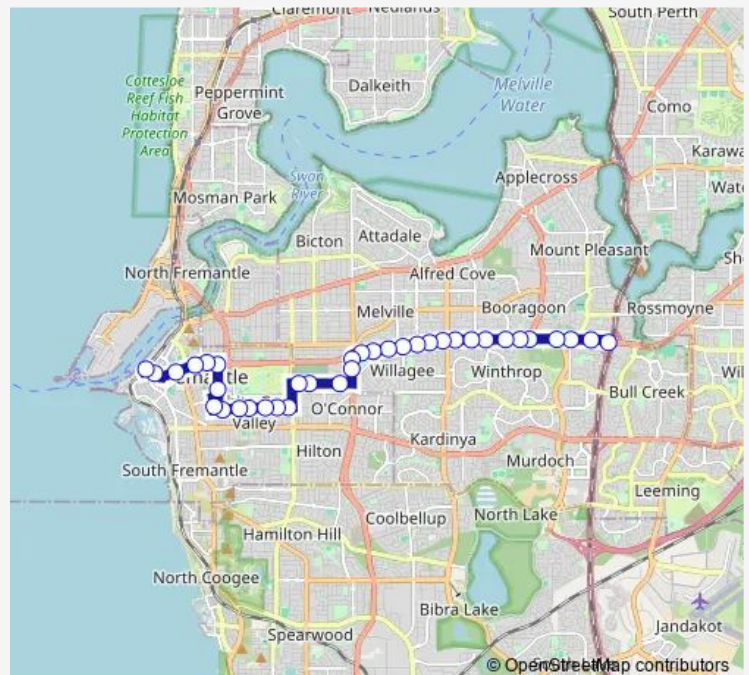 Claremont
Nedlands
South Perth
Cottesloe
Reef Fish
Habitat
Protection
Area
Peppermint
Grove
Dalkeith
Melville
Water
Como
Karawa
Swan
River
Applecross
Wate
Mosman Park
Bicton
Attadale
Mount Pleasant
She
North Fremantle
Alfred Cove
Melville
Booragoon
Rossmoyne
mantle
Willagee
Winthrop
Wil
Bull Creek
O'Connor
Valley
Hilton
Kardinya
Murdoch
South Fremantle
Leeming
Coolbellup
North Lake
Hamilton Hill
North Coogee
Bibra Lake
Jandakot
Spearwood
© OpenStreetMap contributors